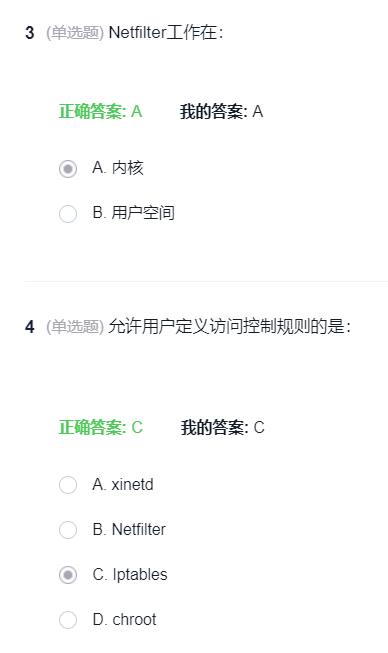 3 (单选题) Netfilter工作在：
正确答案: A 我的答案: A
A. 内核
B. 用户空间
4 (单选题) 允许用户定义访问控制规则的是：
正确答案: C 我的答案: C
A. xinetd
B. Netfilter
C. Iptables
D. chroot